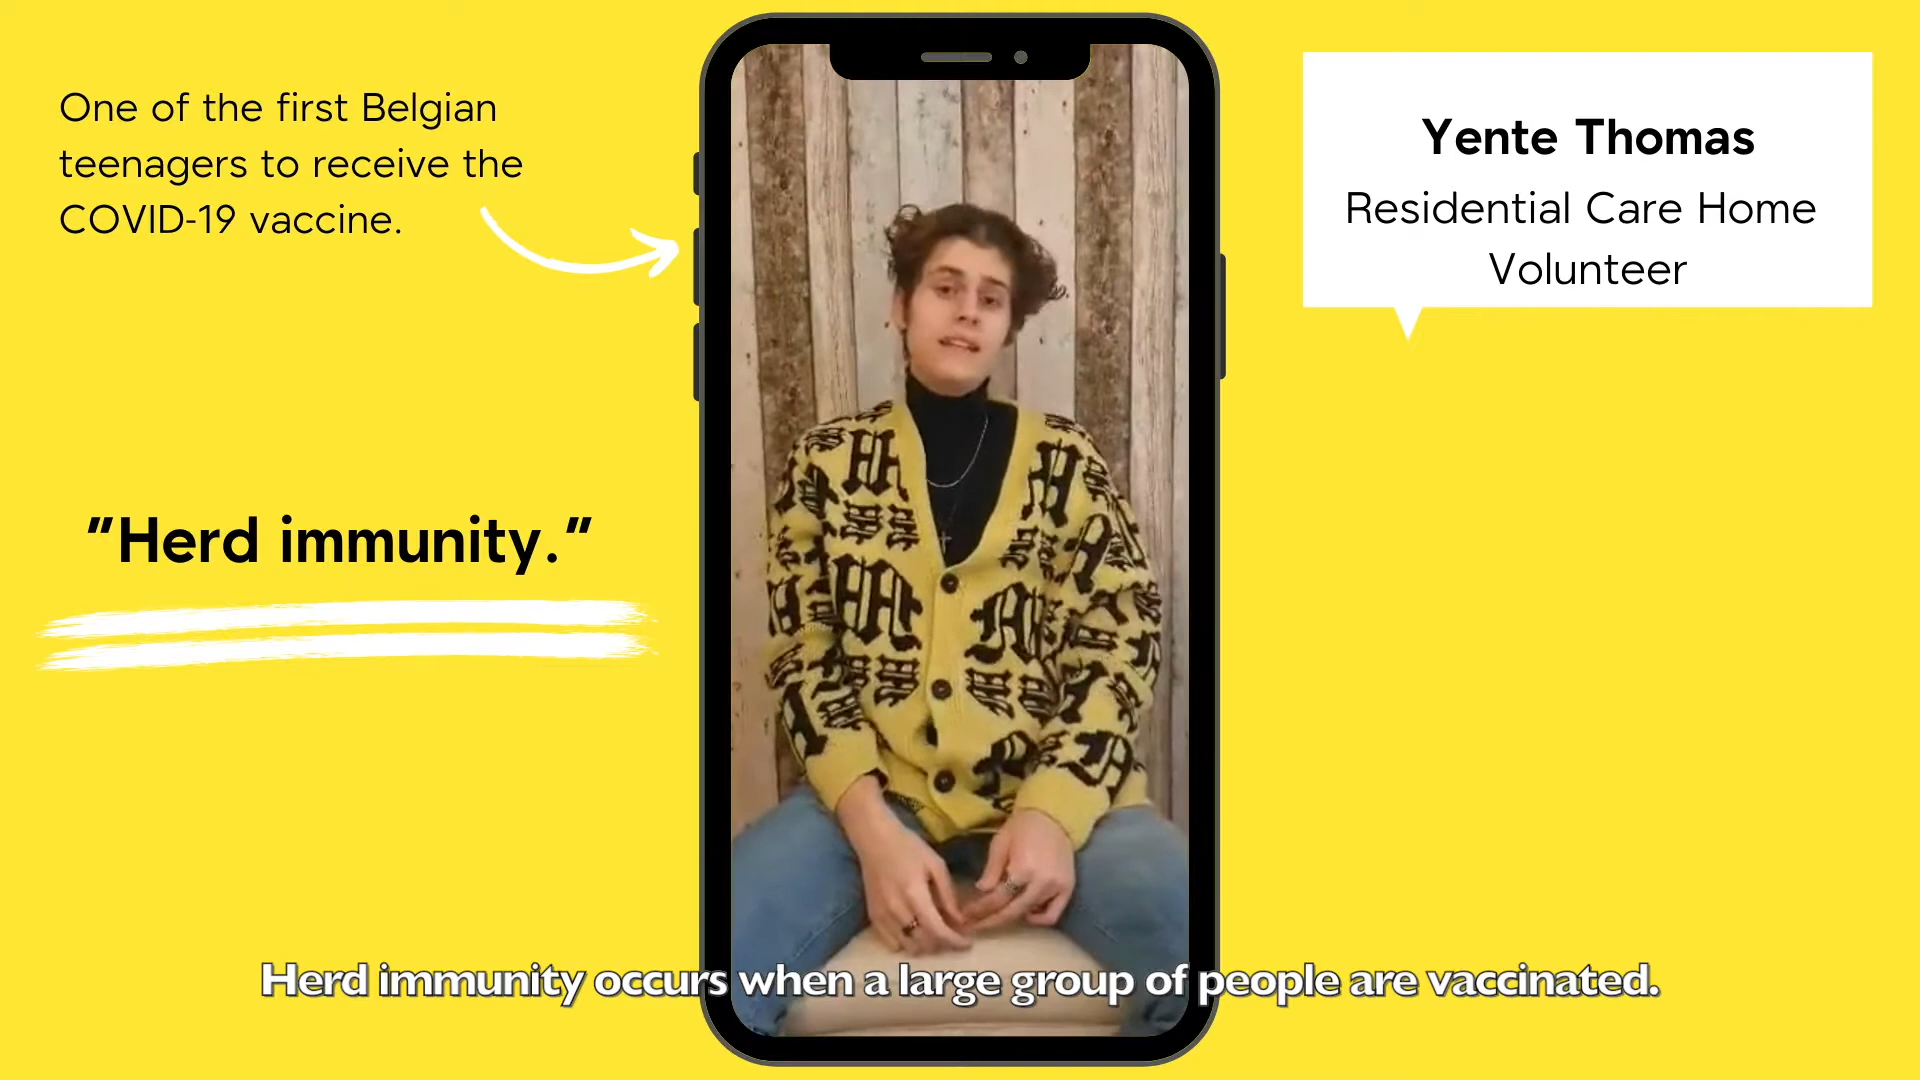 One of the first Belgian
teenagers to receive the
COVID-19 vaccine.
Yente Thomas
Residential Care Home
Volunteer
"Herd immunity."
Herd immunity occurs when a large group of people are vaccinated.